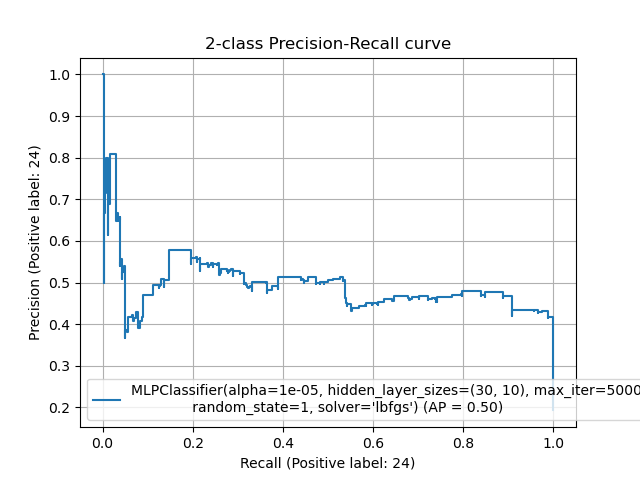 2-class Precision-Recall curve
1.0
0.9
0.8
0.7
0.6
0.5
0.4
0.3
0.2
Precision (Positive label: 24)
MLPClassifier(alpha=1e-05, hidden_layer_sizes=(30, 10), max_iter=5000
random_state=1, solver='lbfgs') (AP = 0.50)
0.0 0.2 0.4 0.6 0.8 1.0
Recall (Positive label: 24)